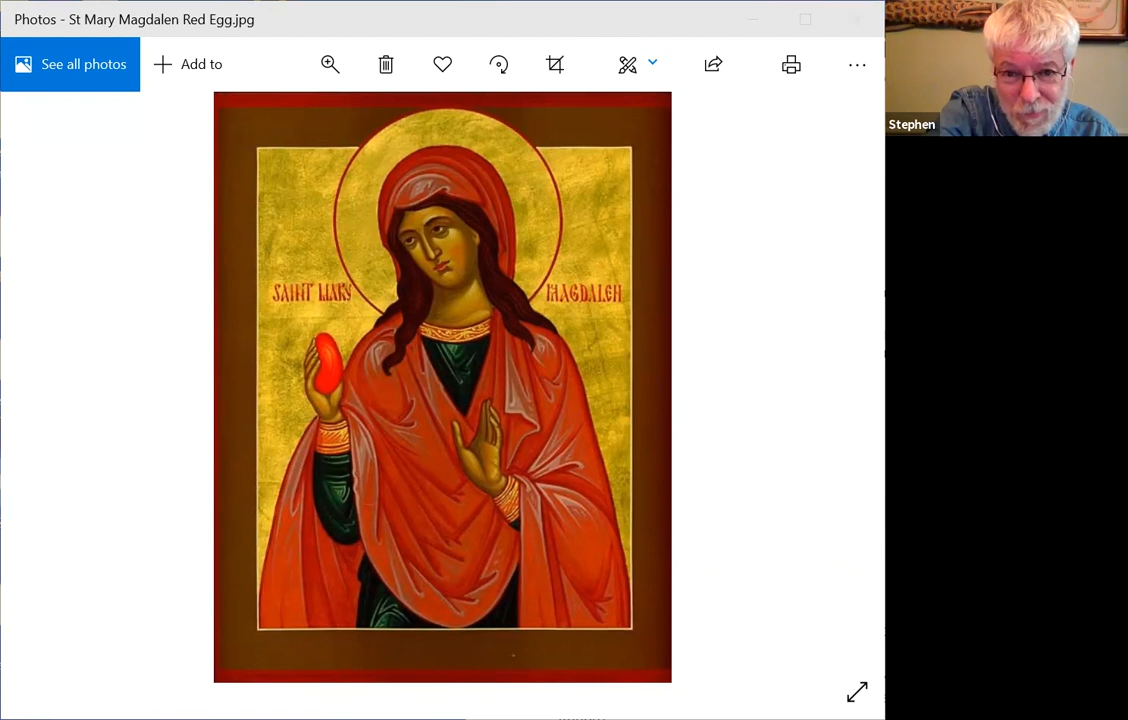 Photos - St Mary Magdalen Red Egg.jpg
See all photos
Add to
Stephen
SAINT MARY
MAGDALEN